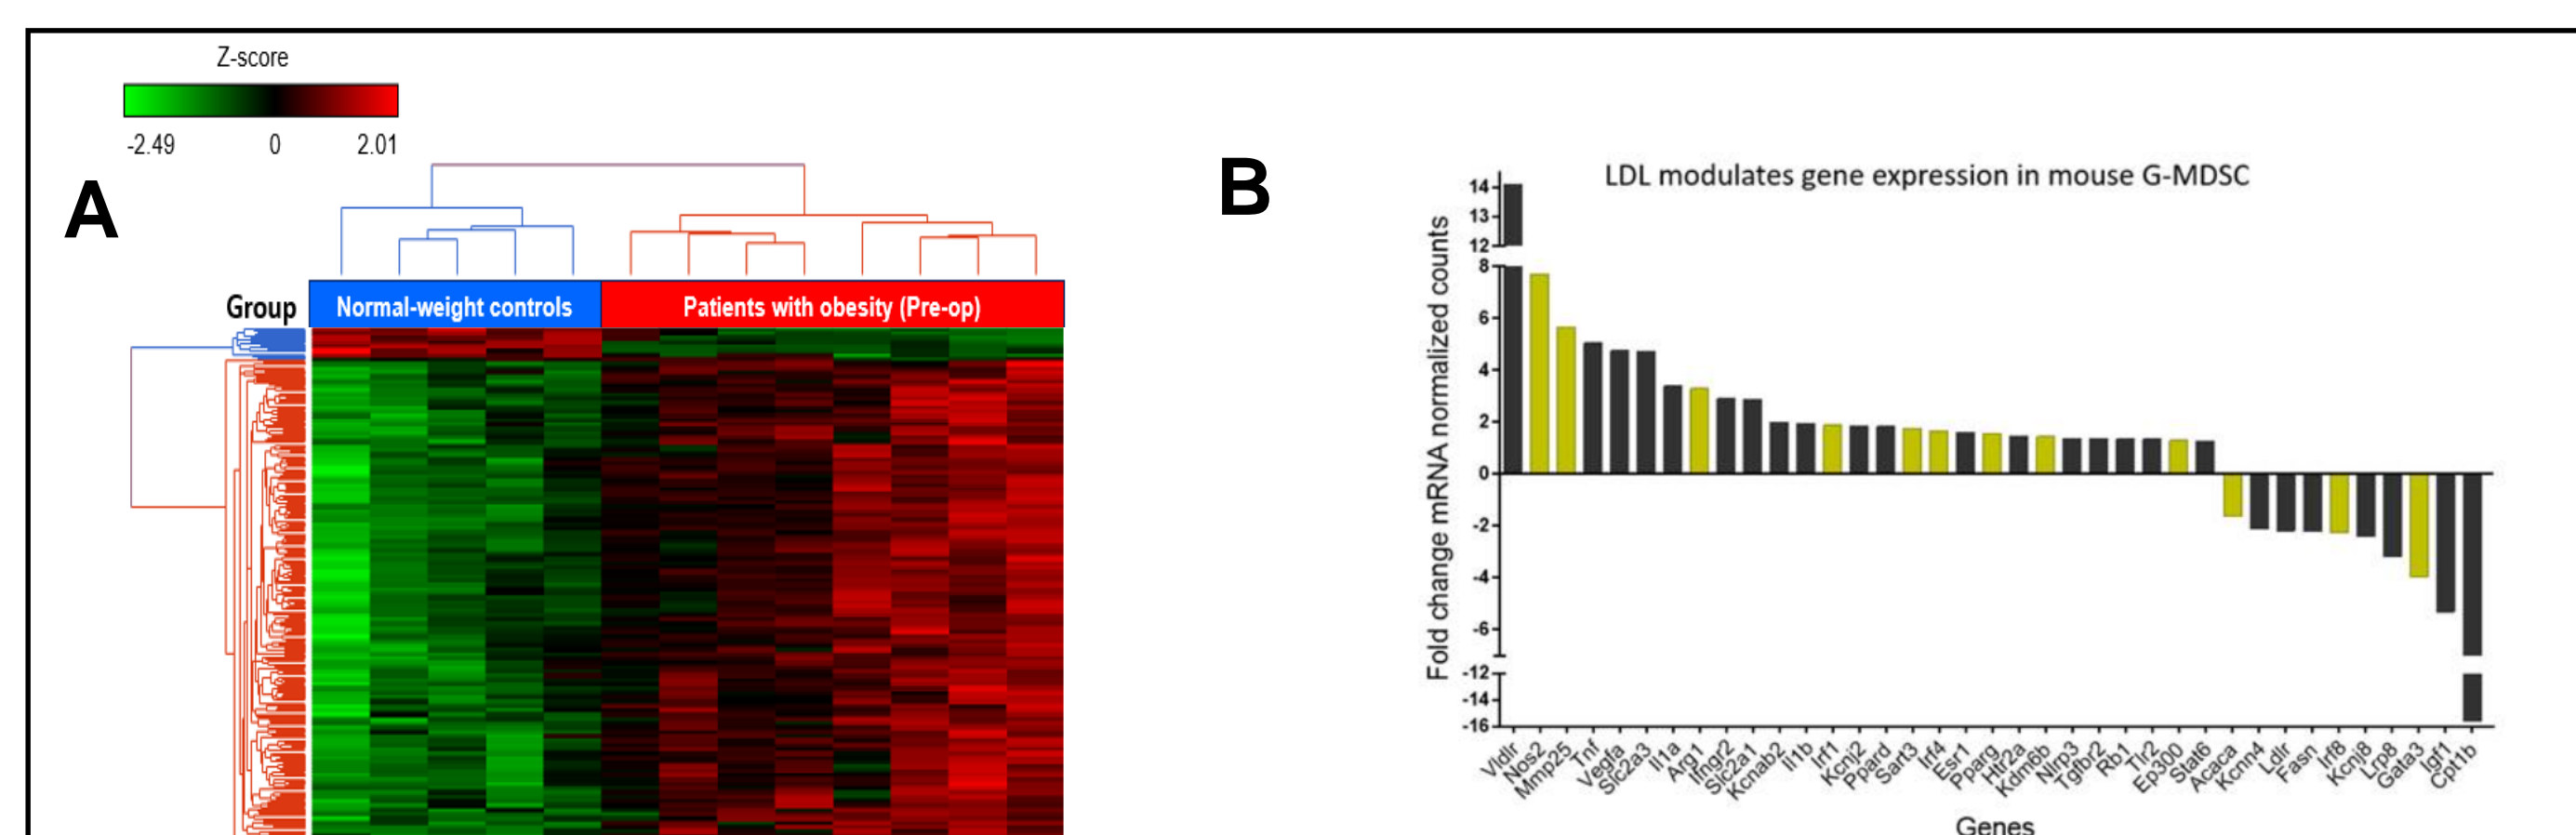 Z-score
-2.49 0 2.01
A
Group
Normal-weight controls
Patients with obesity (Pre-op)
B
LDL modulates gene expression in mouse G-MDSC
Fold change mRNA normalized counts
14
13
12
8
6
4
2
0
-2
-4
-6
-12
-14
-16
Vldlr
Nos2
Mmp25
Tnf
Vegfa
Slc2a3
Il1a
Arg1
Ifngr2
Slc2a1
Kcnab2
Il1b
Irf1
Kcnj2
Ppard
Sart3
Irf4
Esr1
Pparg
Htr2a
Kdm6b
Nlrp3
Tgfbr2
Rb1
Tlr2
Ep300
Stat6
Acaca
Kcnn4
Ldlr
Fasn
Irf8
Kcnj8
Lrp8
Gata3
Igf1
Cpt1b
Genes